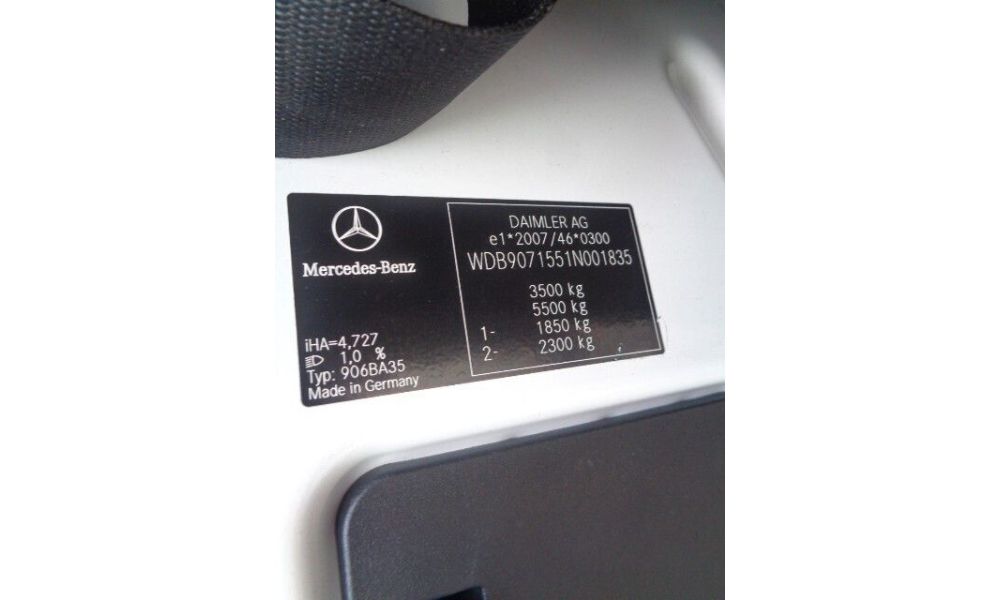 Mercedes-Benz
iHA=4,727
1,0 %
Typ: 906BA35
Made in Germany
DAIMLER AG
e1*2007/46*0300
WDB9071551N001835
3500 kg
5500 kg
1- 1850 kg
2- 2300 kg